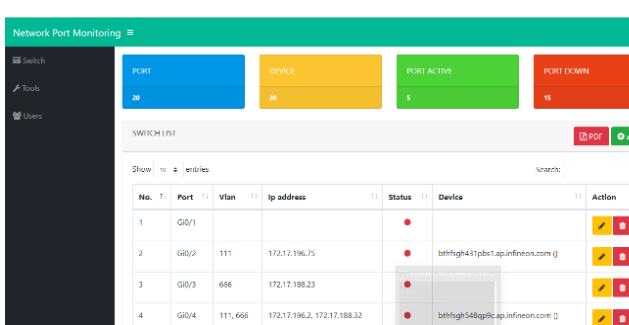 Network Port Monitoring
Switch
Tools
Users
PORT
20
DEVICE
20
PORT ACTIVE
5
PORT DOWN
15
SWITCH LIST
PDF
Show 10 entries
Search:
No. Port Vlan Ip address Status Device Action
1 Gi0/1
2 Gi0/2 111 172.17.196.75 bthfsgh431pbs1.ap.infineon.com ()
3 Gi0/3 666 172.17.188.23
4 Gi0/4 111, 666 172.17.196.2, 172.17.188.32 bthfsgh548qp9c.ap.infineon.com ()